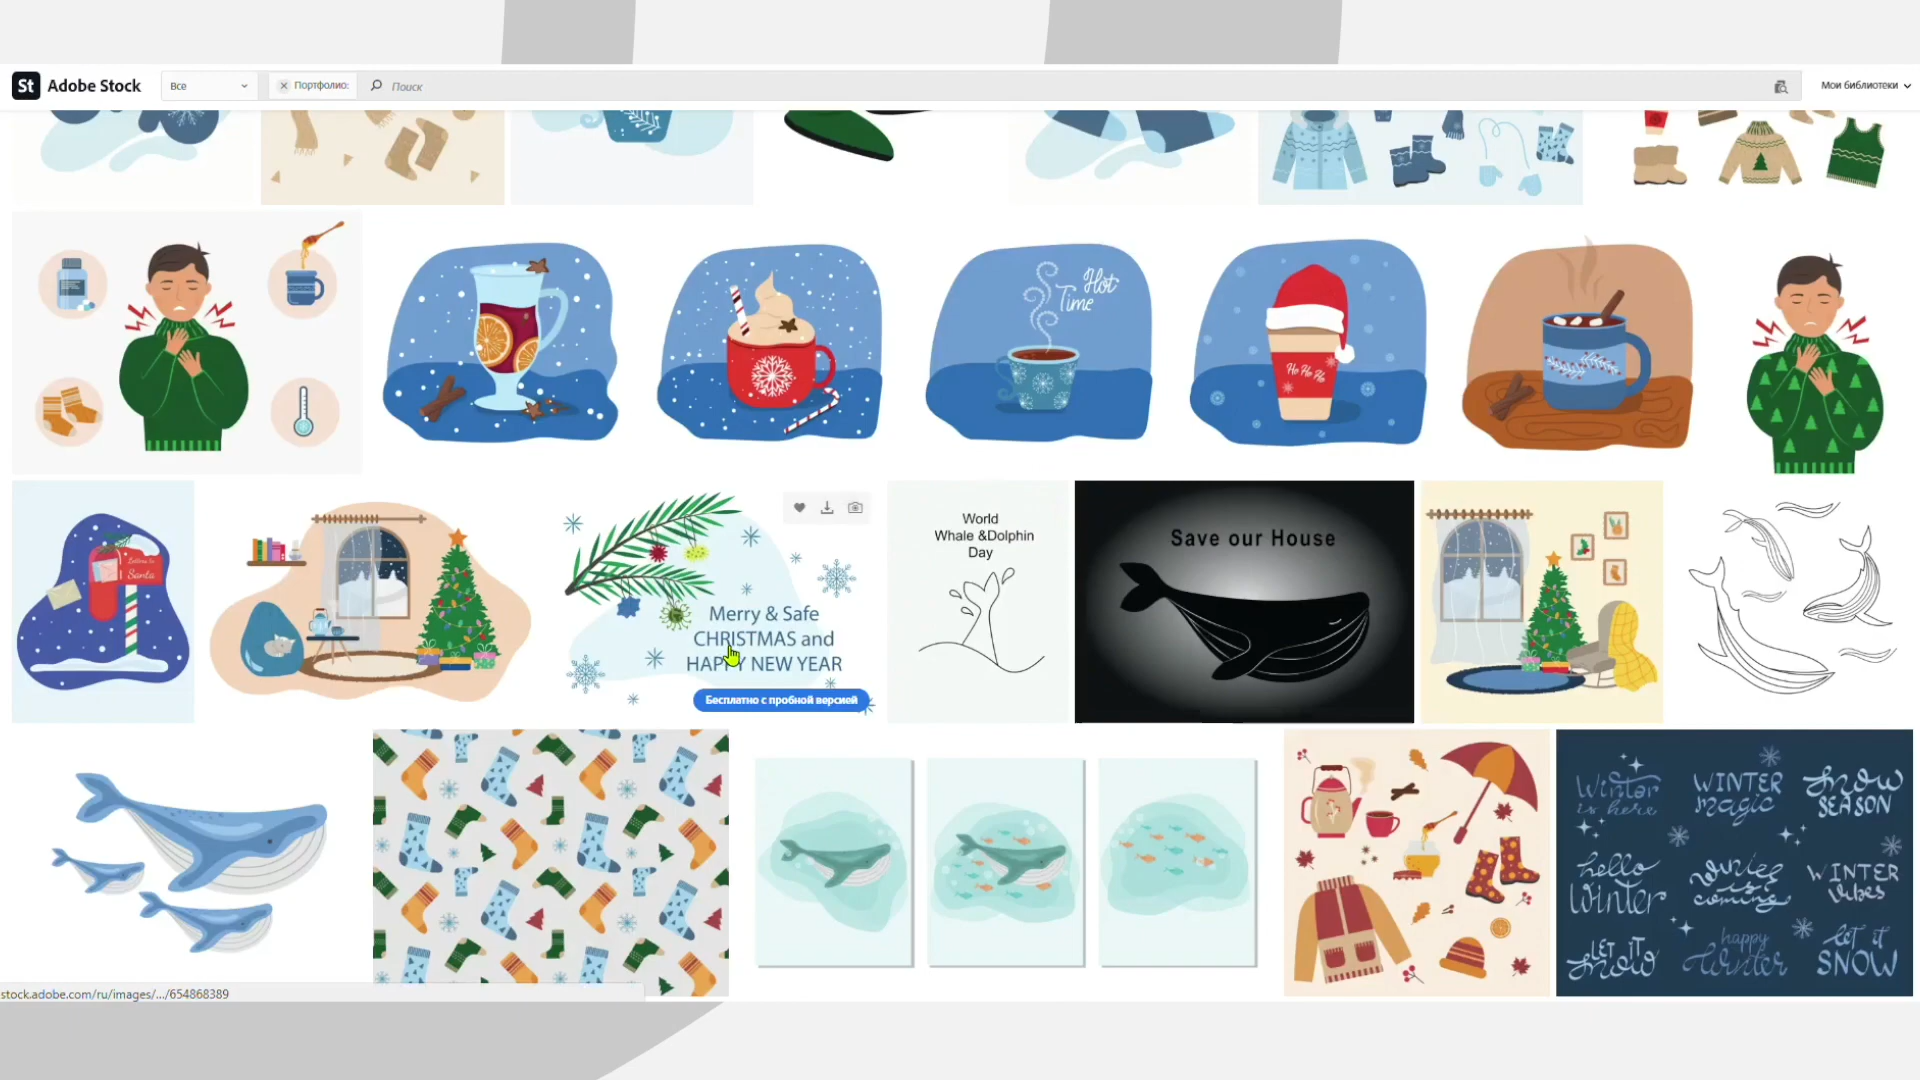 St Adobe Stock
Все
Портфолио:
Поиск
Мои библиотеки
Hot
Time
Ho Ho Ho
Letters to
Santa
Merry & Safe
CHRISTMAS and
HAPPY NEW YEAR
Бесплатно с пробной версией
World
Whale &Dolphin
Day
Save our House
Winter
is here
WINTER
magic
Snow
SEASON
hello
Winter
Winter
is
coming
WINTER
vibes
LET IT
snow
happy
Winter
let it
SNOW
stock.adobe.com/ru/images/.../654868389